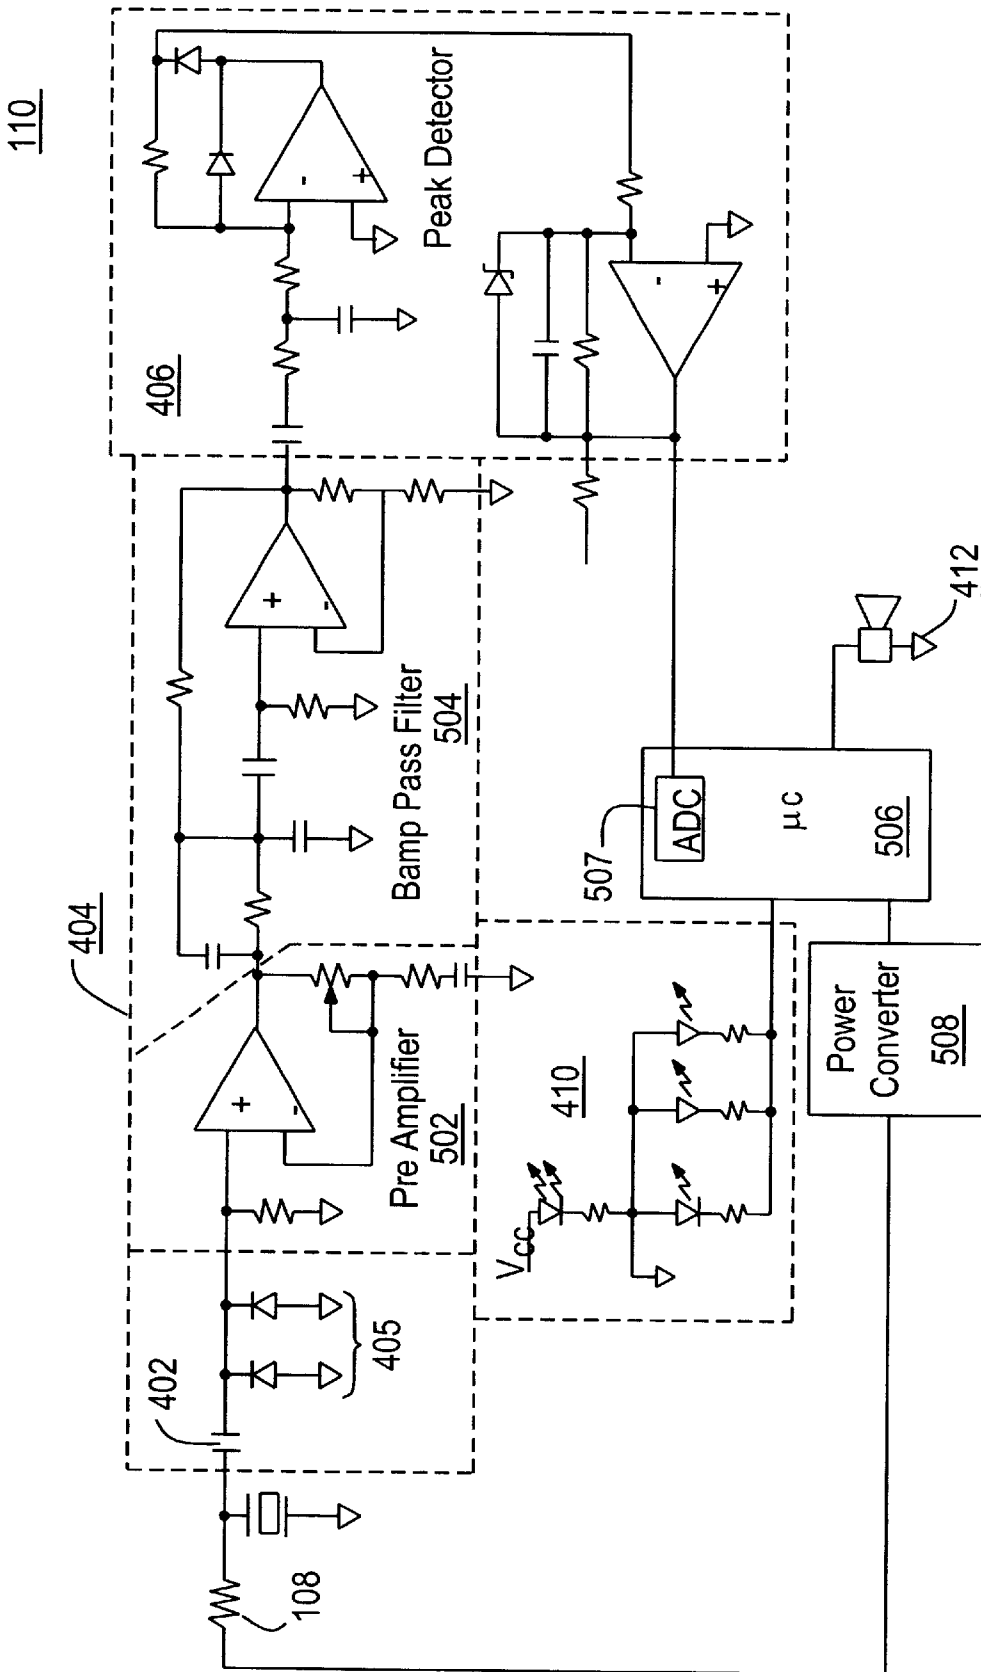 110
404
402
405
Pre Amplifier
502
Bamp Pass Filter
504
406
Peak Detector
+
-
+
-
-
+
-
+
108
Vcc
410
507
ADC
μc
506
Power
Converter
508
412